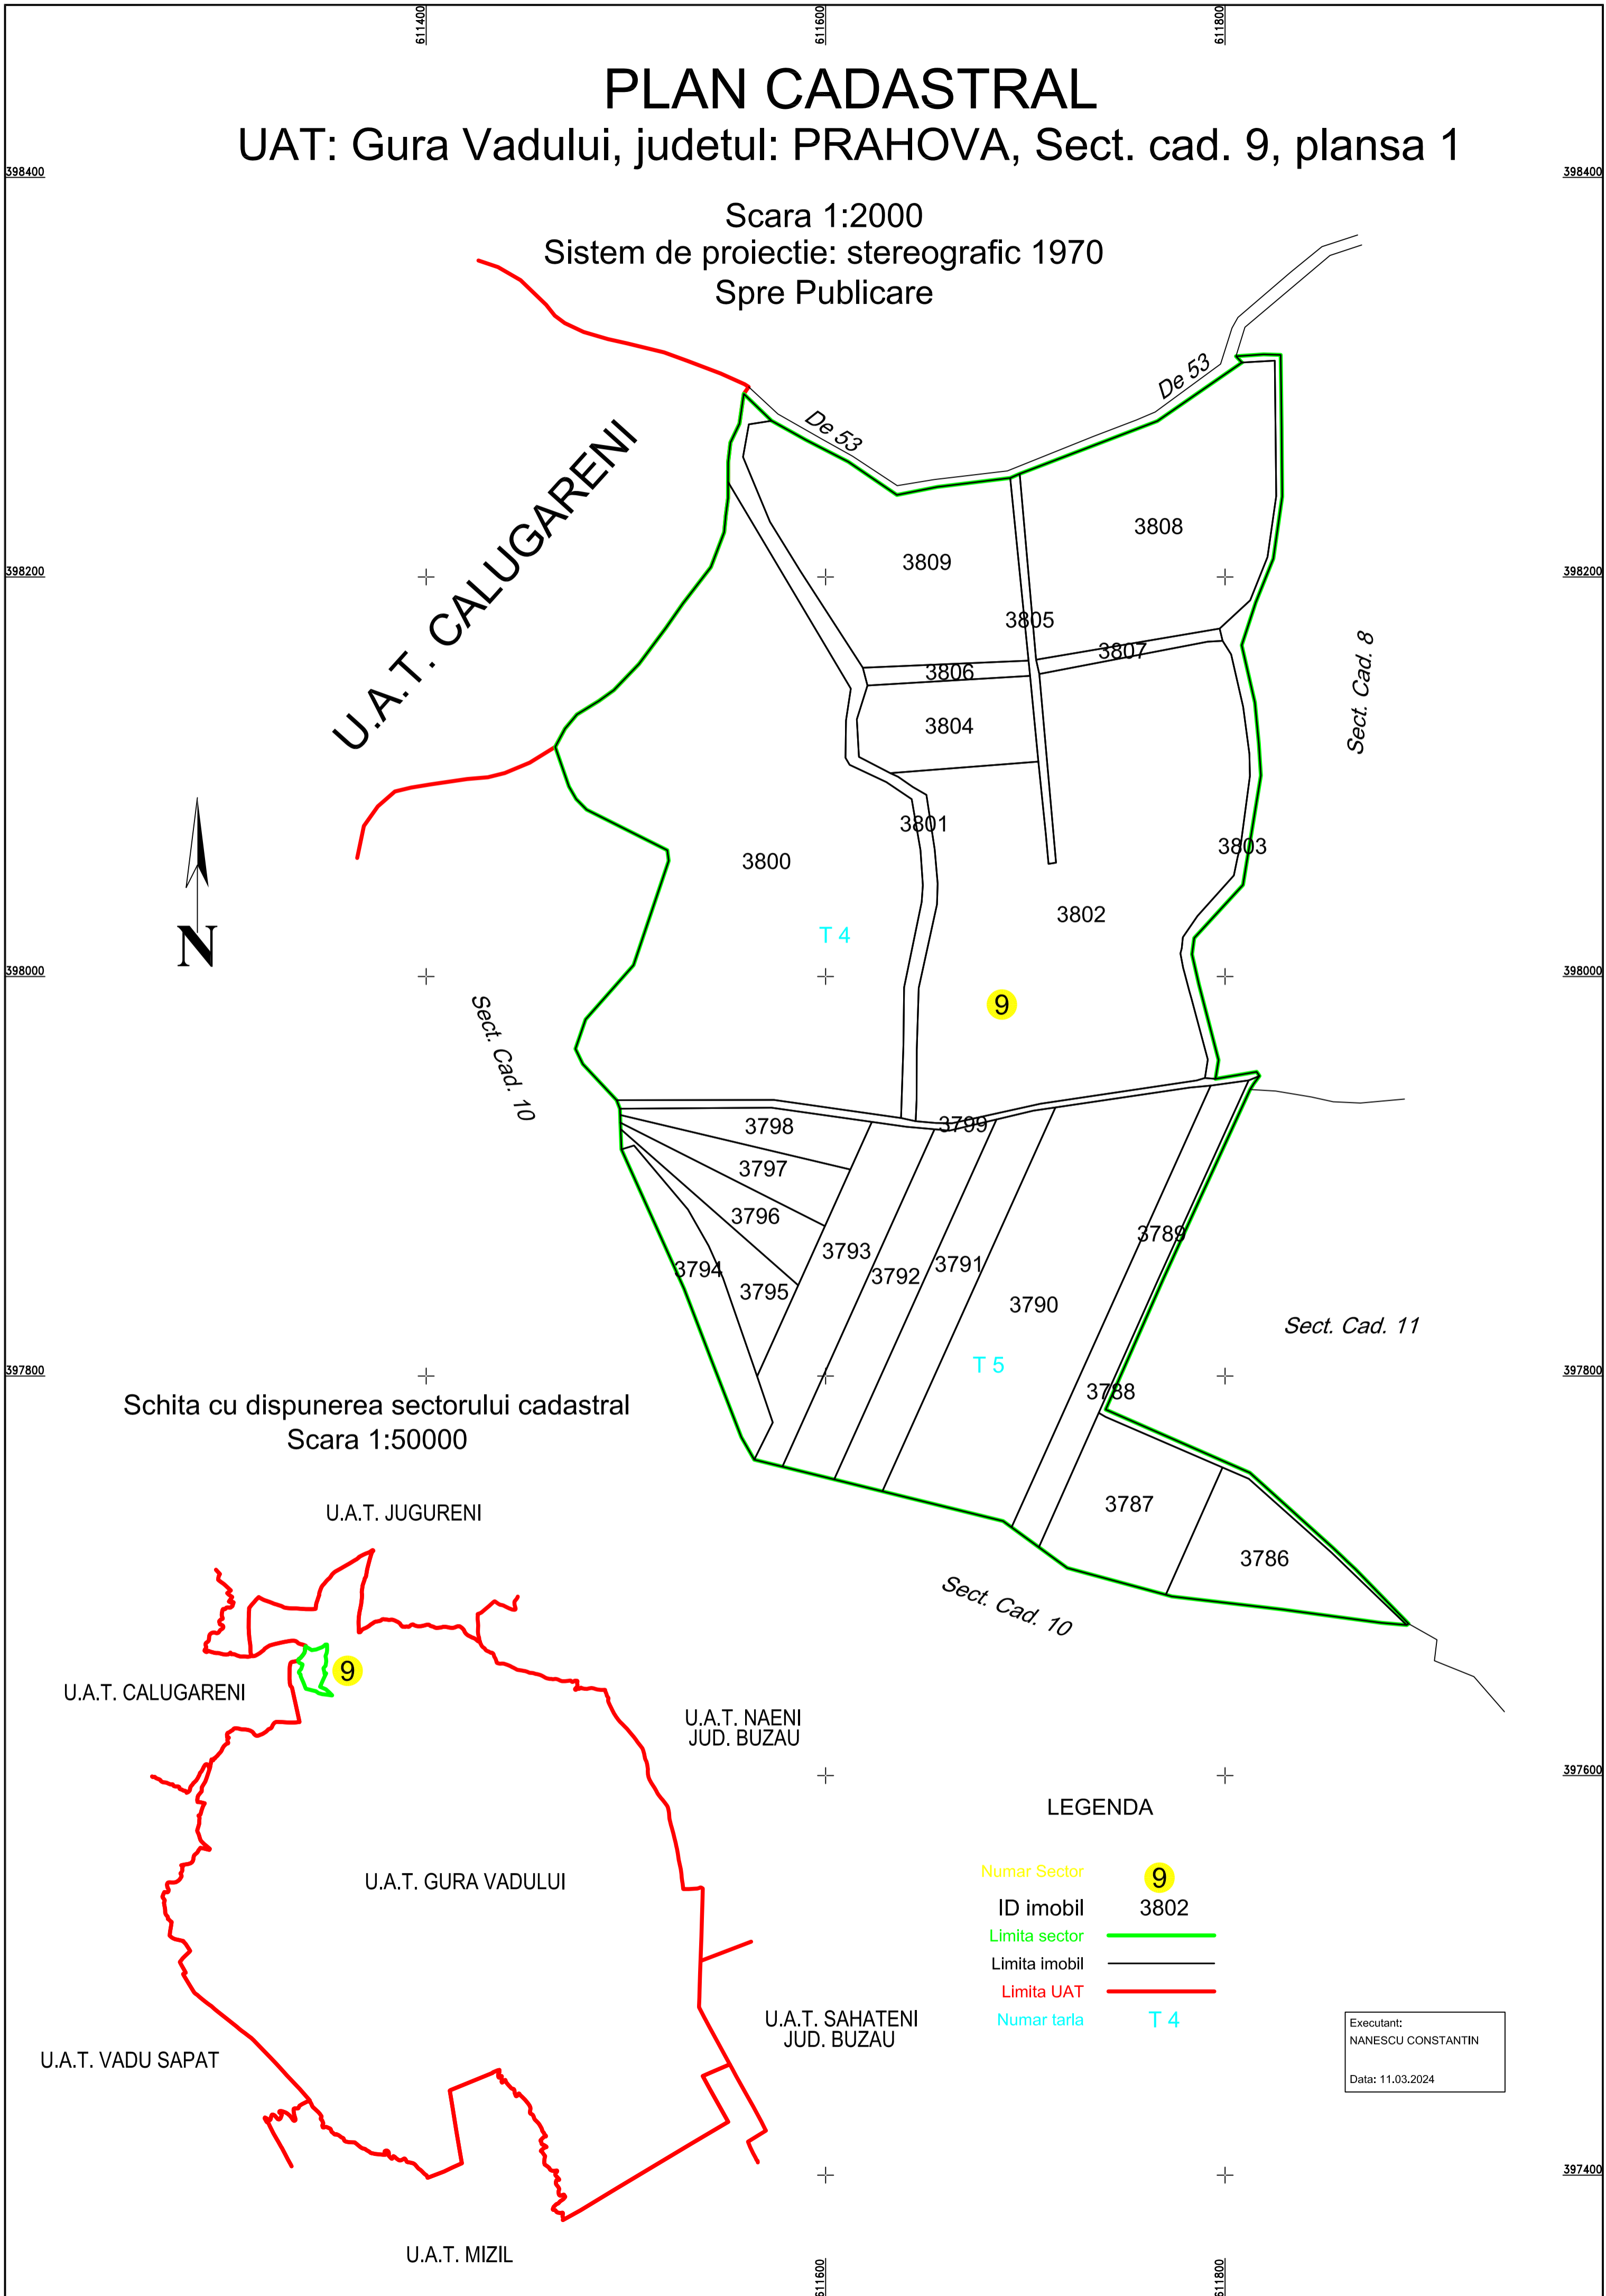 611400
611600
611800
PLAN CADASTRAL
UAT: Gura Vadului, judetul: PRAHOVA, Sect. cad. 9, plansa 1
398400
398400
Scara 1:2000
Sistem de proiectie: stereografic 1970
Spre Publicare
De 53
De 53
U.A.T. CALUGARENI
3808
3809
398200
398200
3805
3807
3806
Sect. Cad. 8
3804
3801
3803
3800
3802
T 4
N
398000
398000
9
Sect. Cad. 10
3799
3798
3797
3796
3789
3793
3791
3794
3792
3795
3790
Sect. Cad. 11
T 5
397800
397800
3788
Schita cu dispunerea sectorului cadastral
Scara 1:50000
3787
U.A.T. JUGURENI
3786
Sect. Cad. 10
9
U.A.T. CALUGARENI
U.A.T. NAENI
JUD. BUZAU
397600
LEGENDA
Numar Sector 9
U.A.T. GURA VADULUI
ID imobil 3802
Limita sector
Limita imobil
Limita UAT
Numar tarla T 4
U.A.T. SAHATENI
JUD. BUZAU
Executant:
NANESCU CONSTANTIN
Data: 11.03.2024
U.A.T. VADU SAPAT
397400
U.A.T. MIZIL
611600
611800